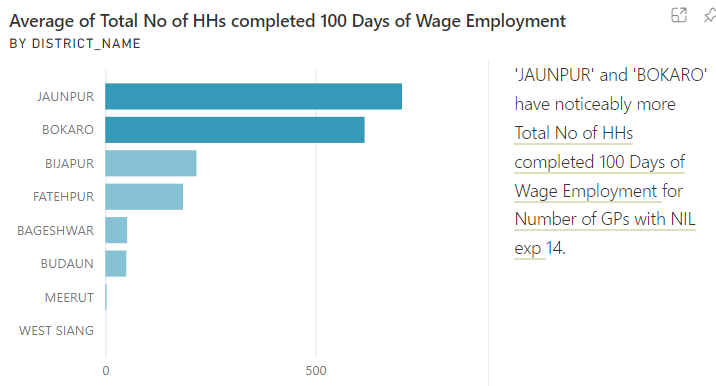 Average of Total No of HHs completed 100 Days of Wage Employment
BY DISTRICT_NAME
JAUNPUR
BOKARO
BIJAPUR
FATEHPUR
BAGESHWAR
BUDAUN
MEERUT
WEST SIANG
0
500
'JAUNPUR' and 'BOKARO'
have noticeably more
Total No of HHs
completed 100 Days of
Wage Employment for
Number of GPs with NIL
exp 14.